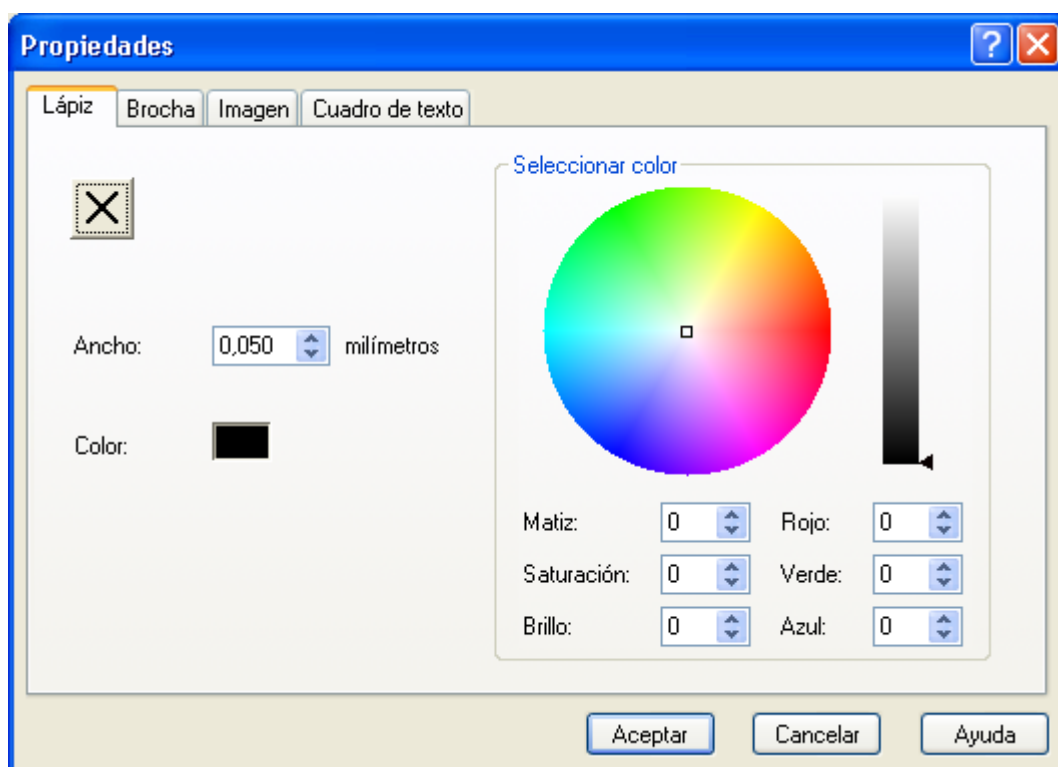 Propiedades
Lápiz Brocha Imagen Cuadro de texto
Seleccionar color
Ancho: 0,050 milímetros
Color:
Matiz: 0 Rojo: 0
Saturación: 0 Verde: 0
Brillo: 0 Azul: 0
Aceptar Cancelar Ayuda